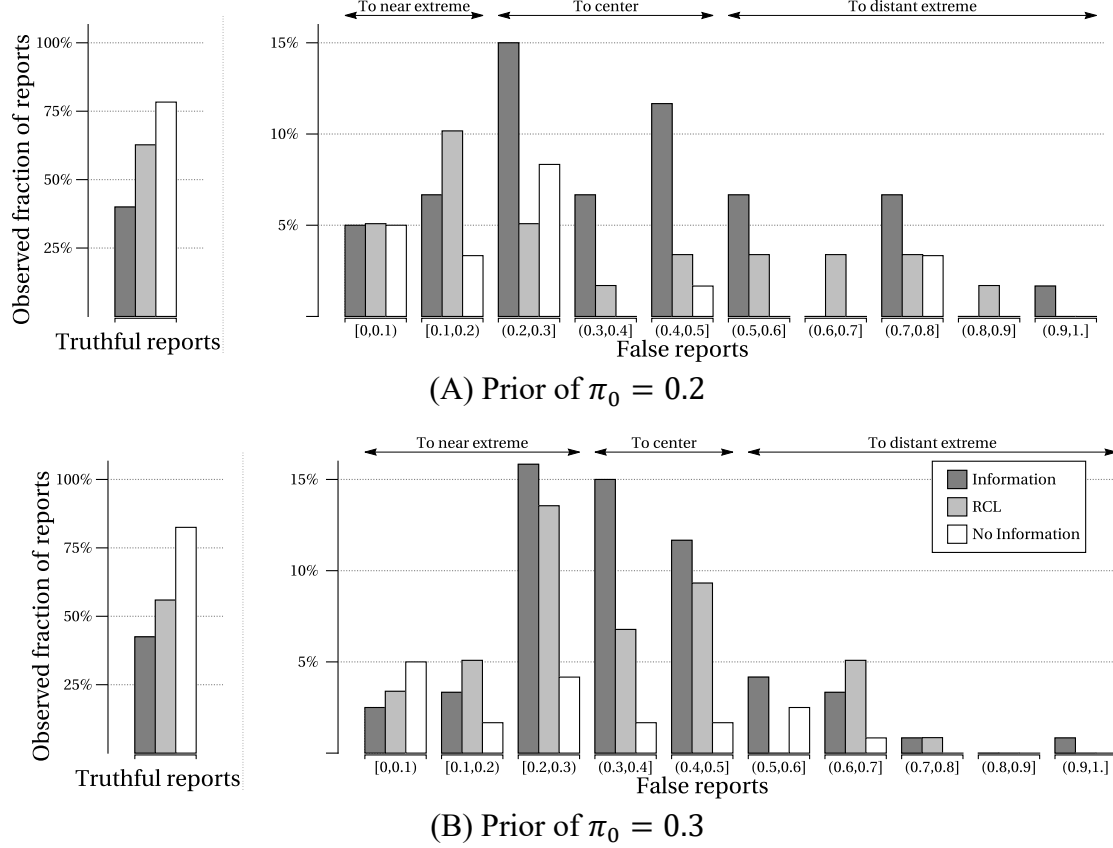 To near extreme To center To distant extreme
Observed fraction of reports
100%
75%
50%
25%
Truthful reports
15%
10%
5%
[0,0.1) [0.1,0.2) (0.2,0.3] (0.3,0.4] (0.4,0.5] (0.5,0.6] (0.6,0.7] (0.7,0.8] (0.8,0.9] (0.9,1.]
False reports
(A) Prior of π₀ = 0.2
To near extreme To center To distant extreme
Observed fraction of reports
100%
75%
50%
25%
Truthful reports
15%
10%
5%
Information
RCL
No Information
[0,0.1) [0.1,0.2) [0.2,0.3) (0.3,0.4] (0.4,0.5] (0.5,0.6] (0.6,0.7] (0.7,0.8] (0.8,0.9] (0.9,1.]
False reports
(B) Prior of π₀ = 0.3